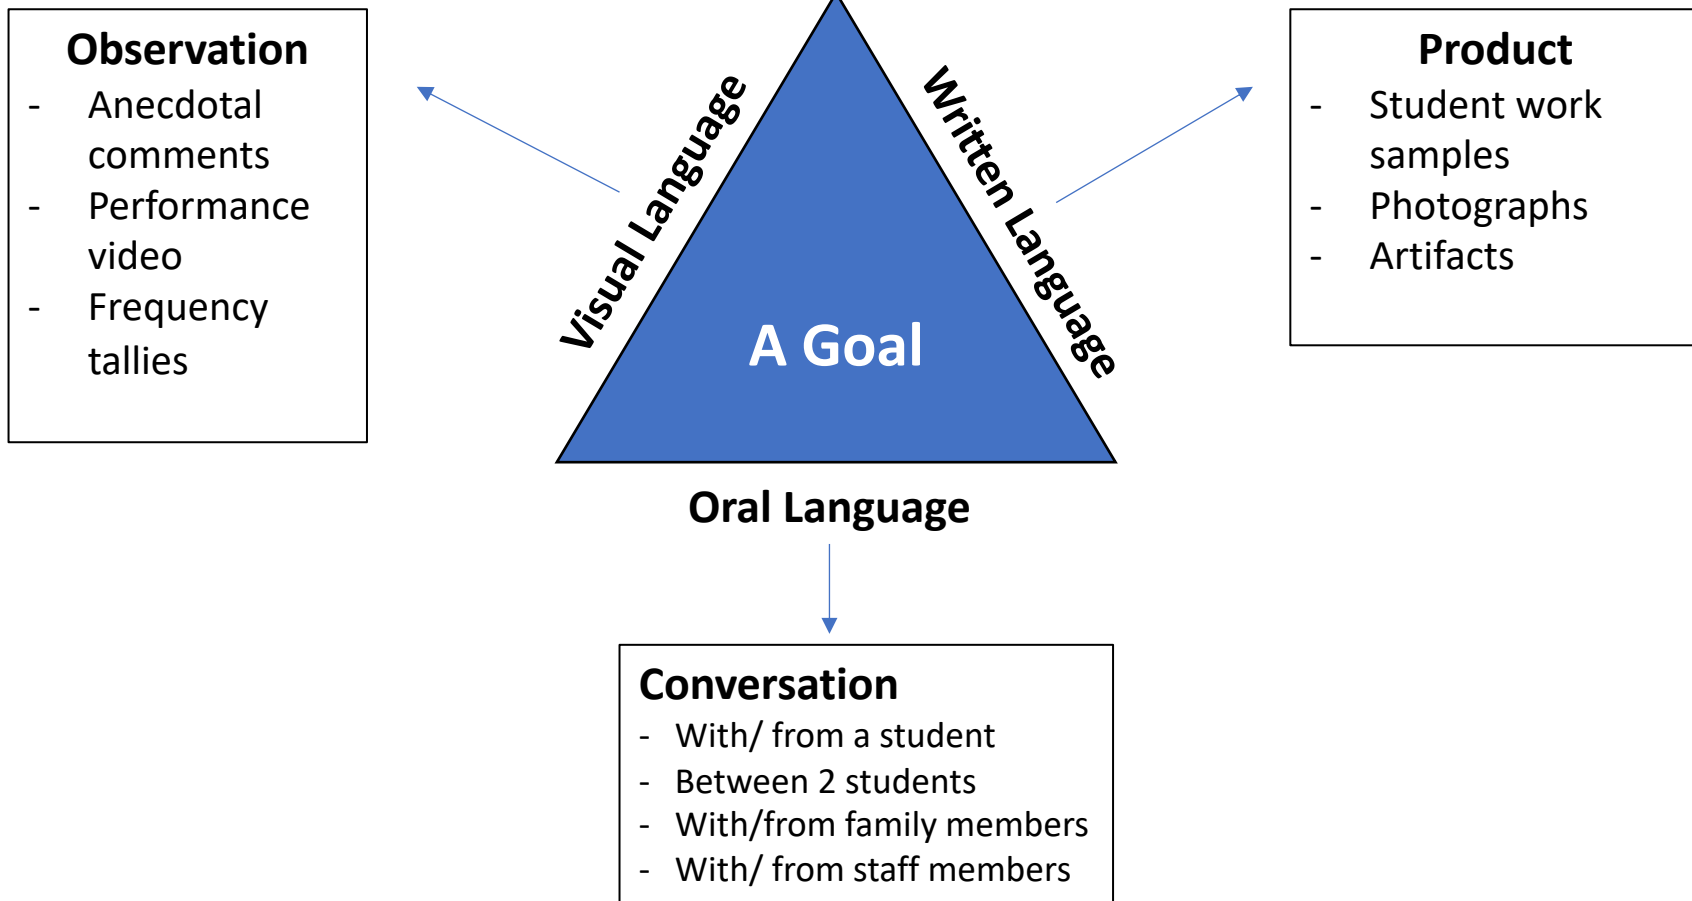 Observation
- Anecdotal
comments
- Performance
video
- Frequency
tallies
Visual Language
A Goal
Written Language
Product
- Student work
samples
- Photographs
- Artifacts
Oral Language
Conversation
- With/ from a student
- Between 2 students
- With/from family members
- With/ from staff members